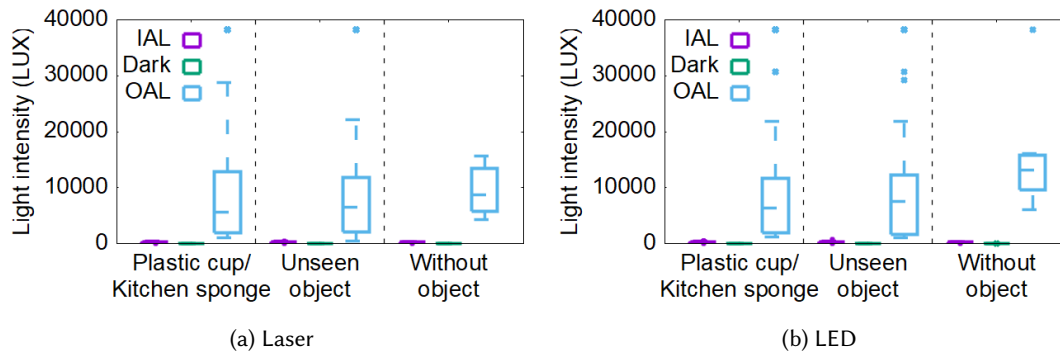 Light intensity (LUX)
40000
30000
20000
10000
0
IAL
Dark
OAL
Plastic cup/
Kitchen sponge
Unseen
object
Without
object
(a) Laser
Light intensity (LUX)
40000
30000
20000
10000
0
IAL
Dark
OAL
Plastic cup/
Kitchen sponge
Unseen
object
Without
object
(b) LED